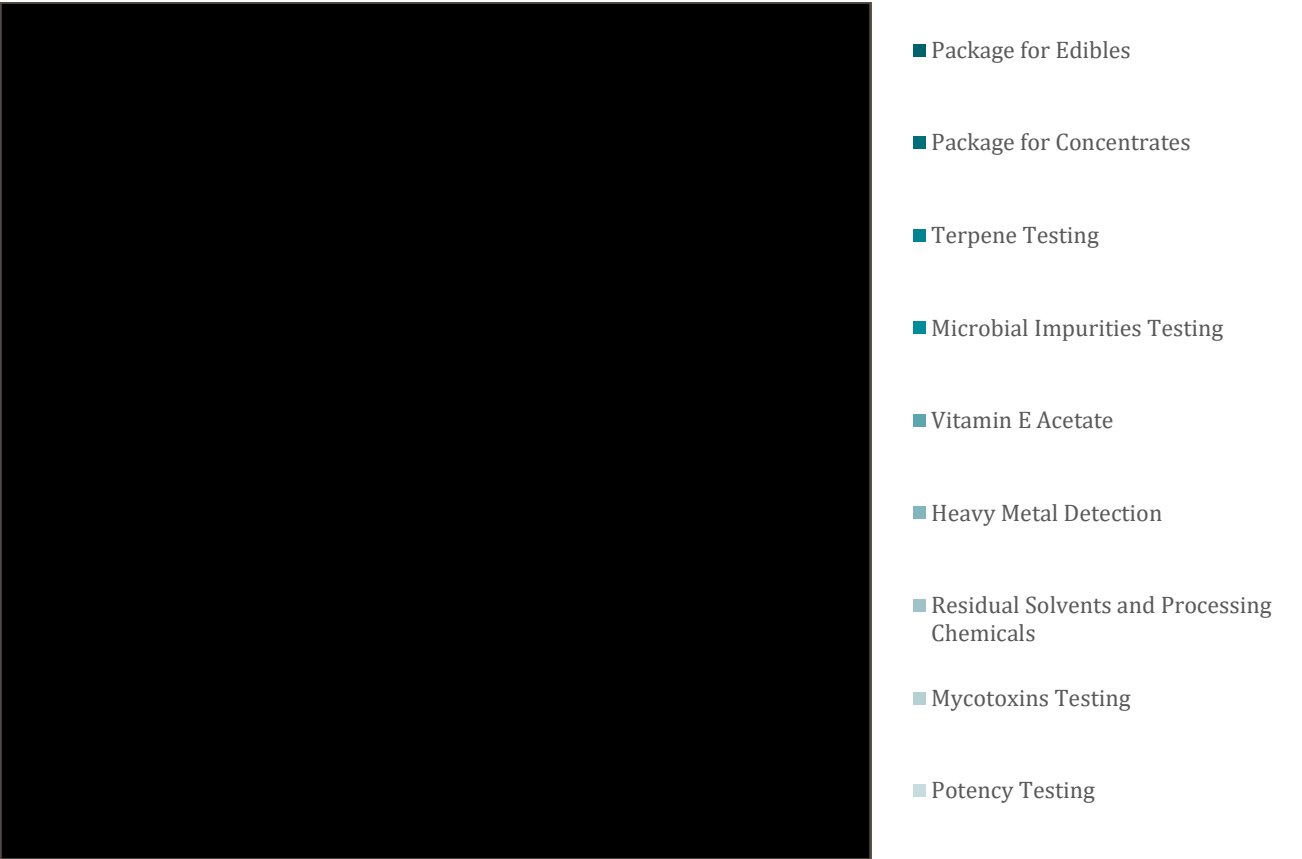 Package for Edibles
Package for Concentrates
Terpene Testing
Microbial Impurities Testing
Vitamin E Acetate
Heavy Metal Detection
Residual Solvents and Processing
Chemicals
Mycotoxins Testing
Potency Testing